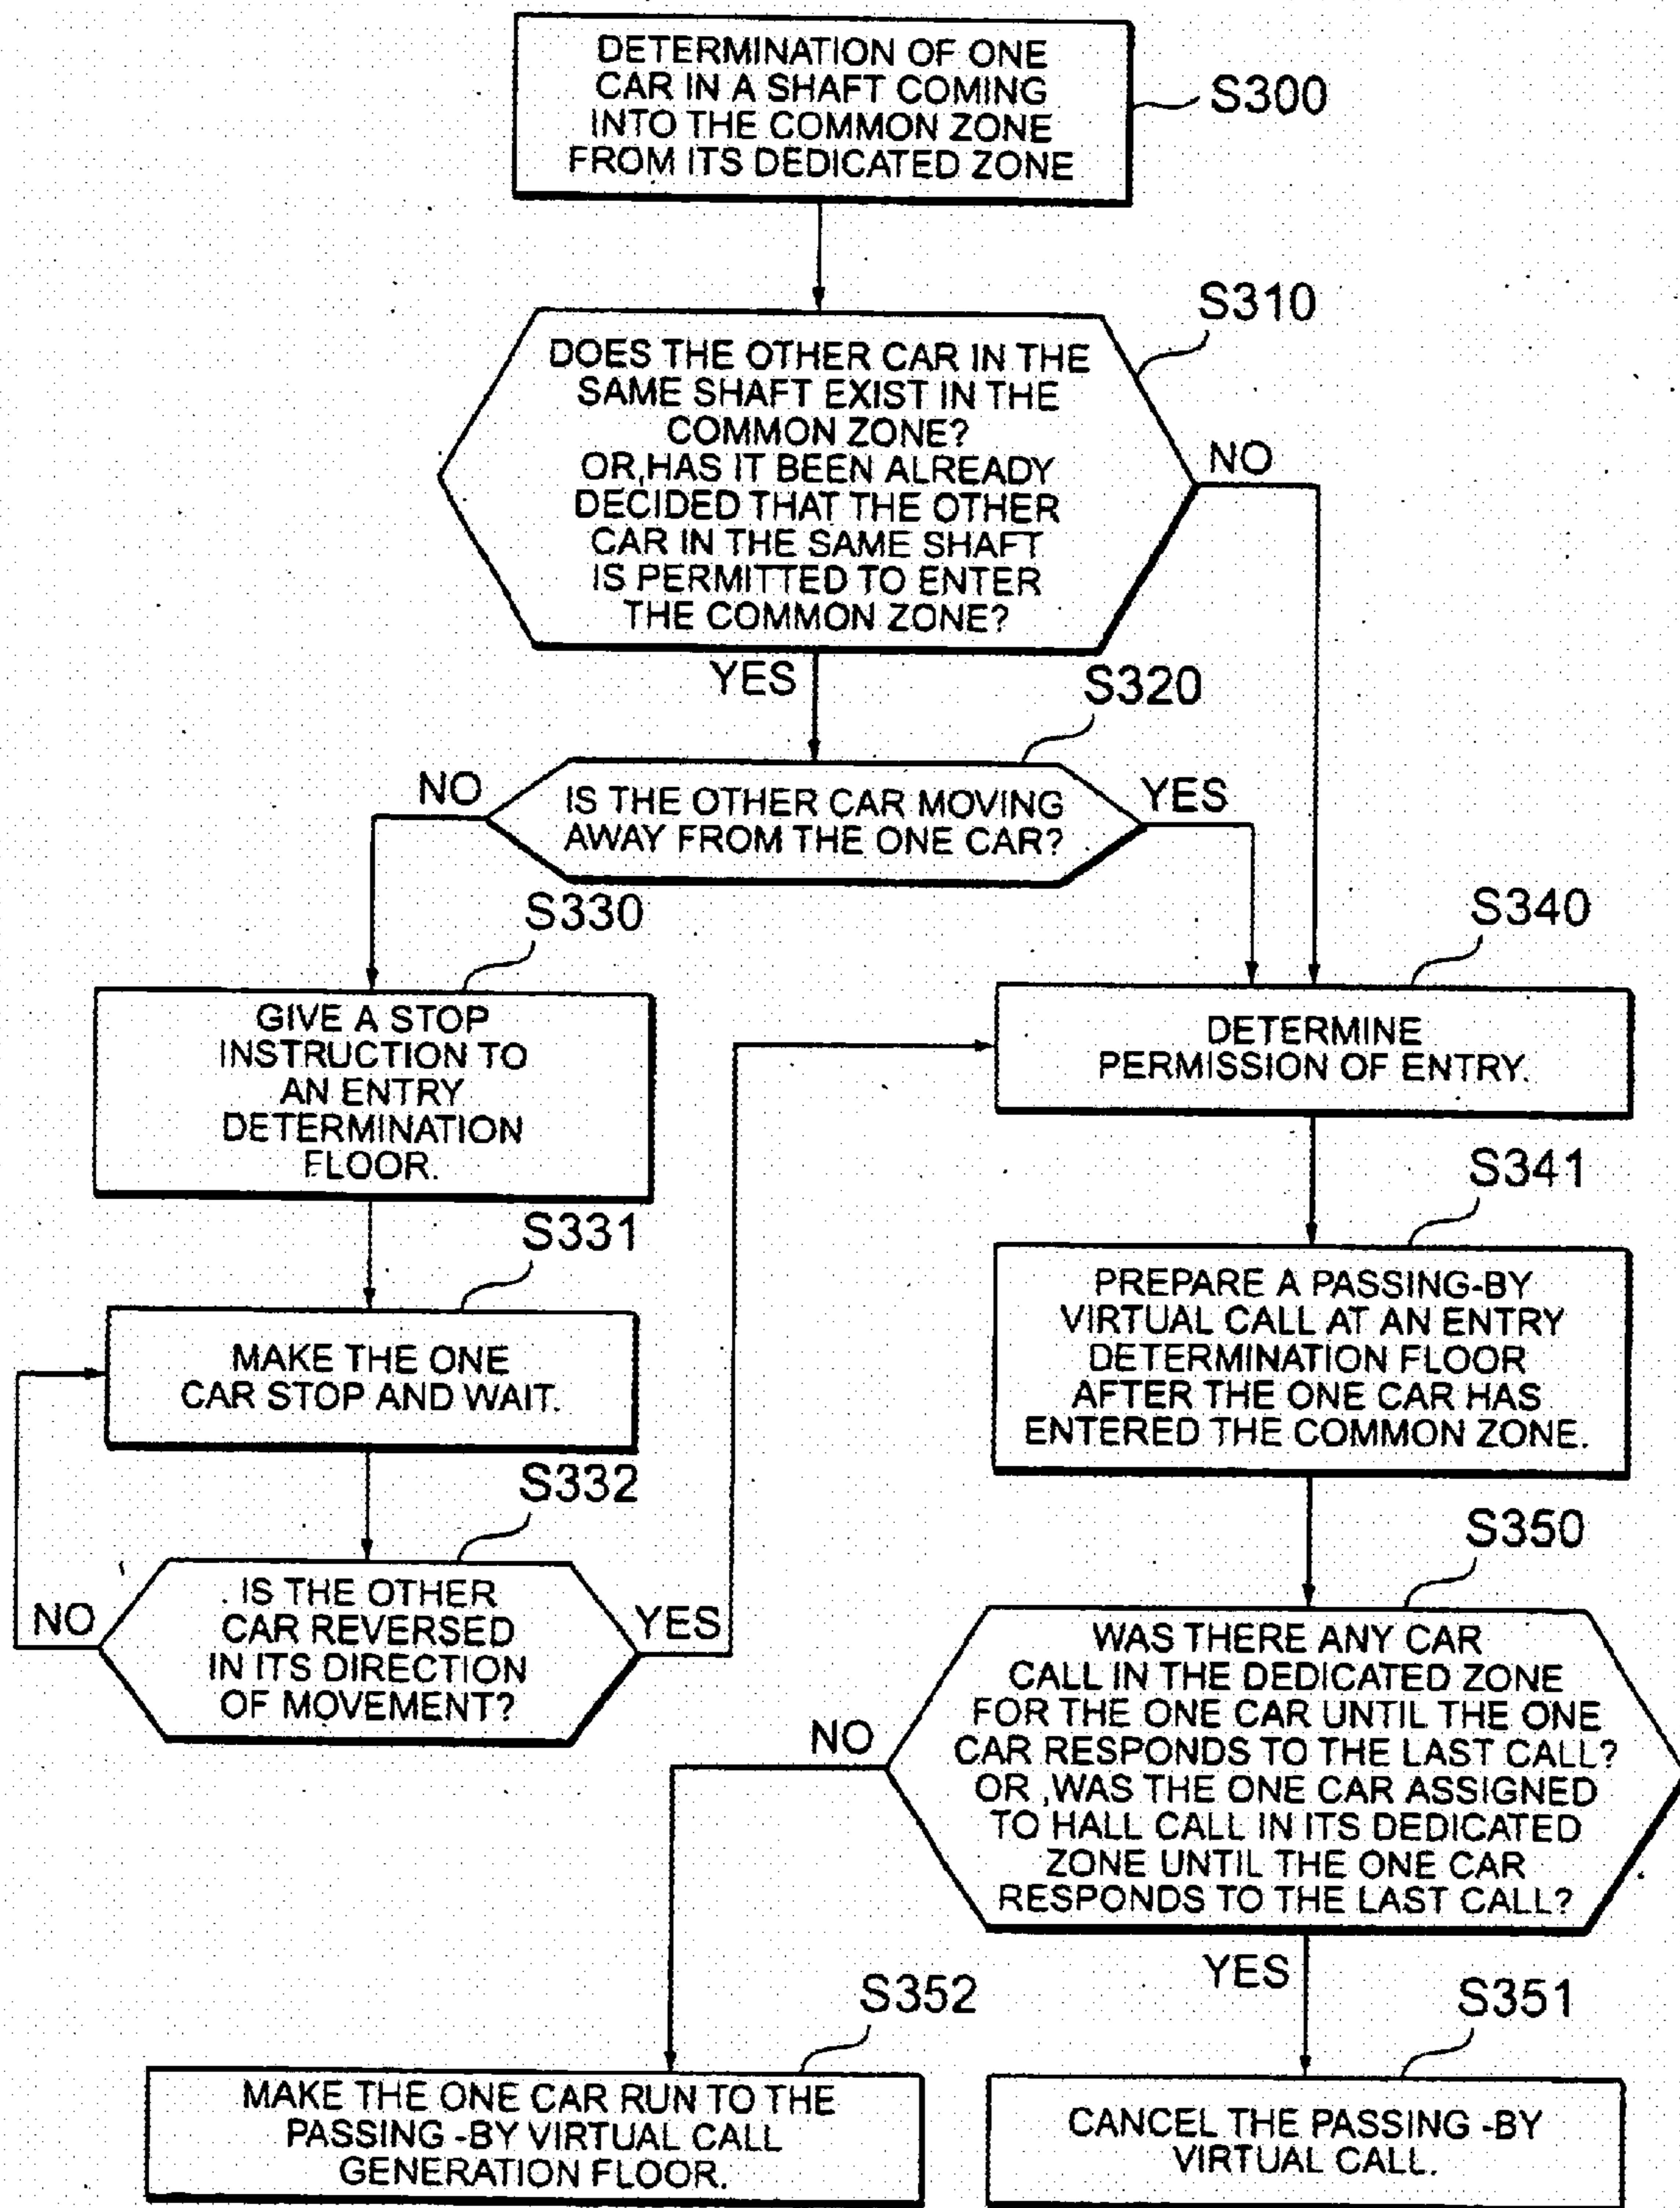 DETERMINATION OF ONE
CAR IN A SHAFT COMING
INTO THE COMMON ZONE
FROM ITS DEDICATED ZONE
S300
S310
DOES THE OTHER CAR IN THE
SAME SHAFT EXIST IN THE
COMMON ZONE?
OR,HAS IT BEEN ALREADY
DECIDED THAT THE OTHER
CAR IN THE SAME SHAFT
IS PERMITTED TO ENTER
THE COMMON ZONE?
NO
YES
S320
NO
IS THE OTHER CAR MOVING
AWAY FROM THE ONE CAR?
YES
S330
GIVE A STOP
INSTRUCTION TO
AN ENTRY
DETERMINATION
FLOOR.
S340
DETERMINE
PERMISSION OF ENTRY.
S331
MAKE THE ONE
CAR STOP AND WAIT.
S341
PREPARE A PASSING-BY
VIRTUAL CALL AT AN ENTRY
DETERMINATION FLOOR
AFTER THE ONE CAR HAS
ENTERED THE COMMON ZONE.
S332
IS THE OTHER
CAR REVERSED
IN ITS DIRECTION
OF MOVEMENT?
NO
YES
S350
WAS THERE ANY CAR
CALL IN THE DEDICATED ZONE
FOR THE ONE CAR UNTIL THE ONE
CAR RESPONDS TO THE LAST CALL?
OR ,WAS THE ONE CAR ASSIGNED
TO HALL CALL IN ITS DEDICATED
ZONE UNTIL THE ONE CAR
RESPONDS TO THE LAST CALL?
NO
YES
S352
MAKE THE ONE CAR RUN TO THE
PASSING -BY VIRTUAL CALL
GENERATION FLOOR.
S351
CANCEL THE PASSING -BY
VIRTUAL CALL.